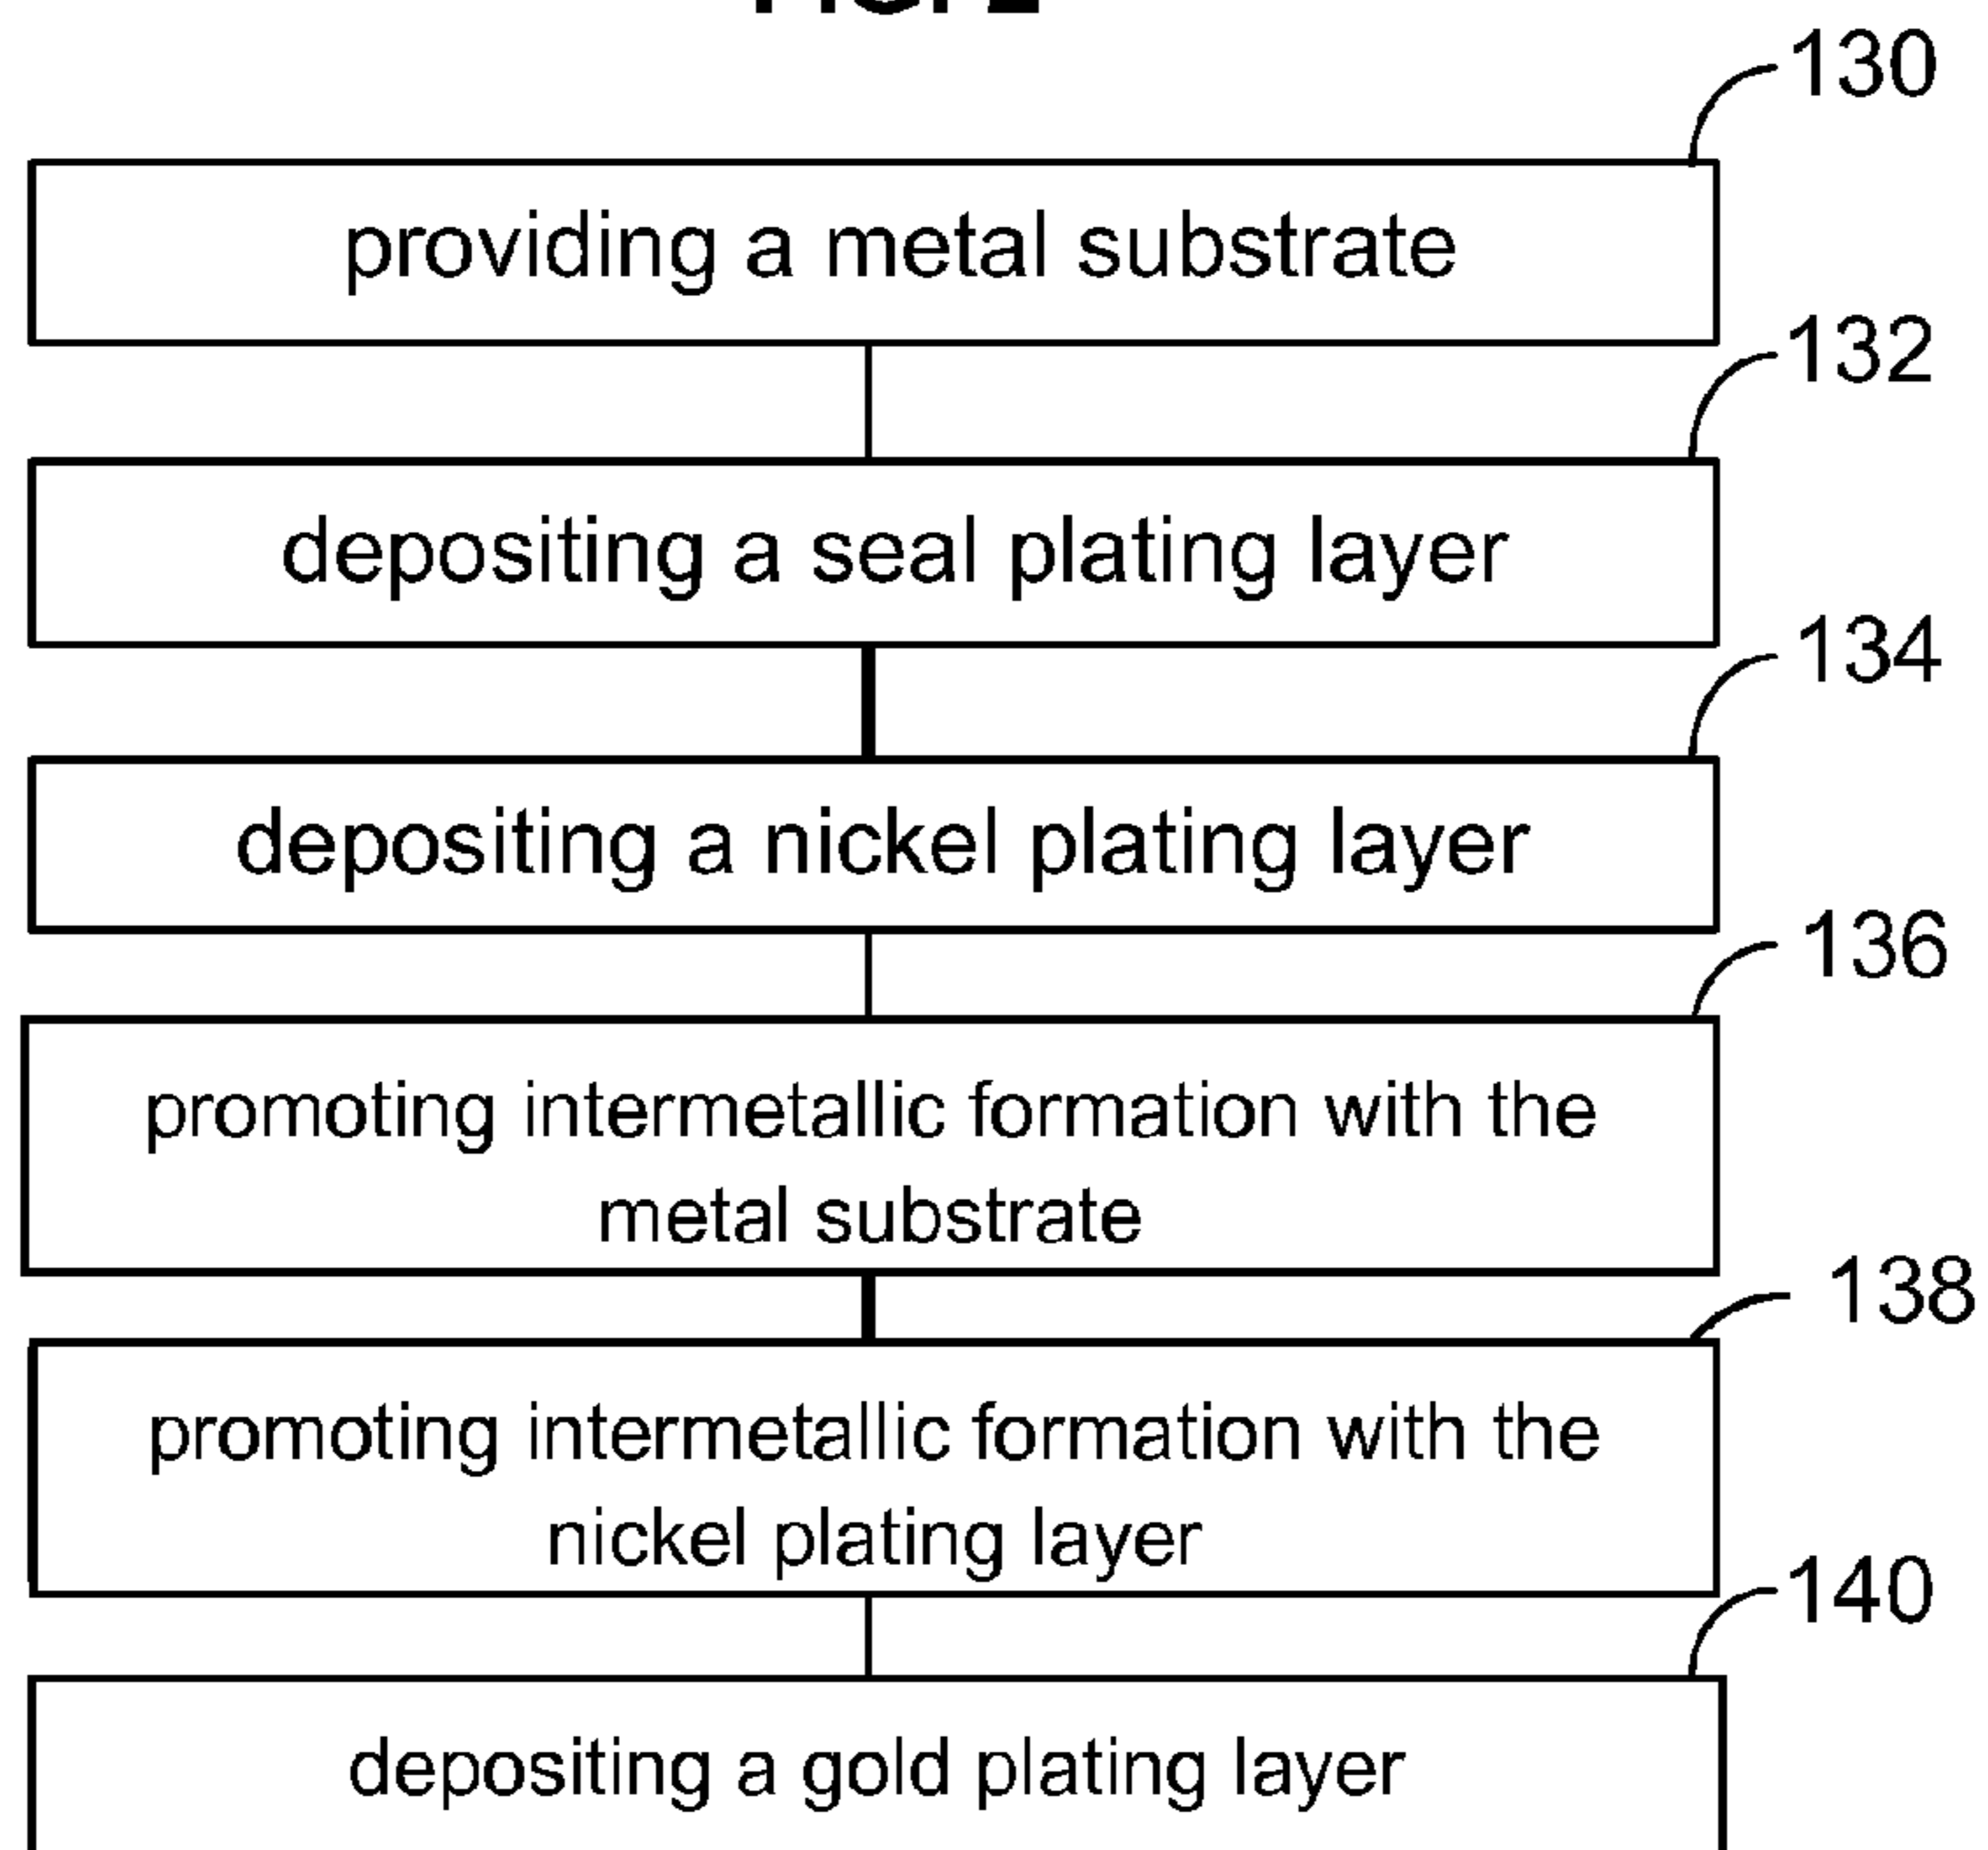 130
providing a metal substrate
132
depositing a seal plating layer
134
depositing a nickel plating layer
136
promoting intermetallic formation with the
metal substrate
138
promoting intermetallic formation with the
nickel plating layer
140
depositing a gold plating layer